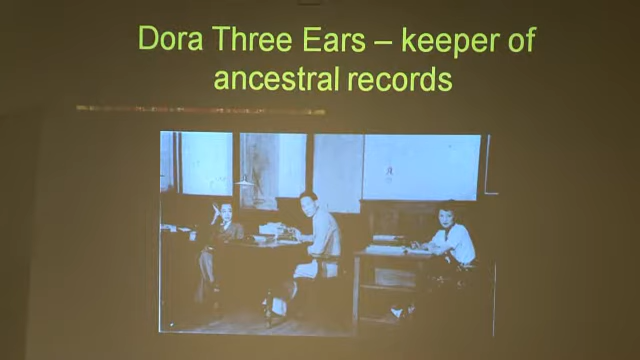 Dora Three Ears – keeper of
ancestral records